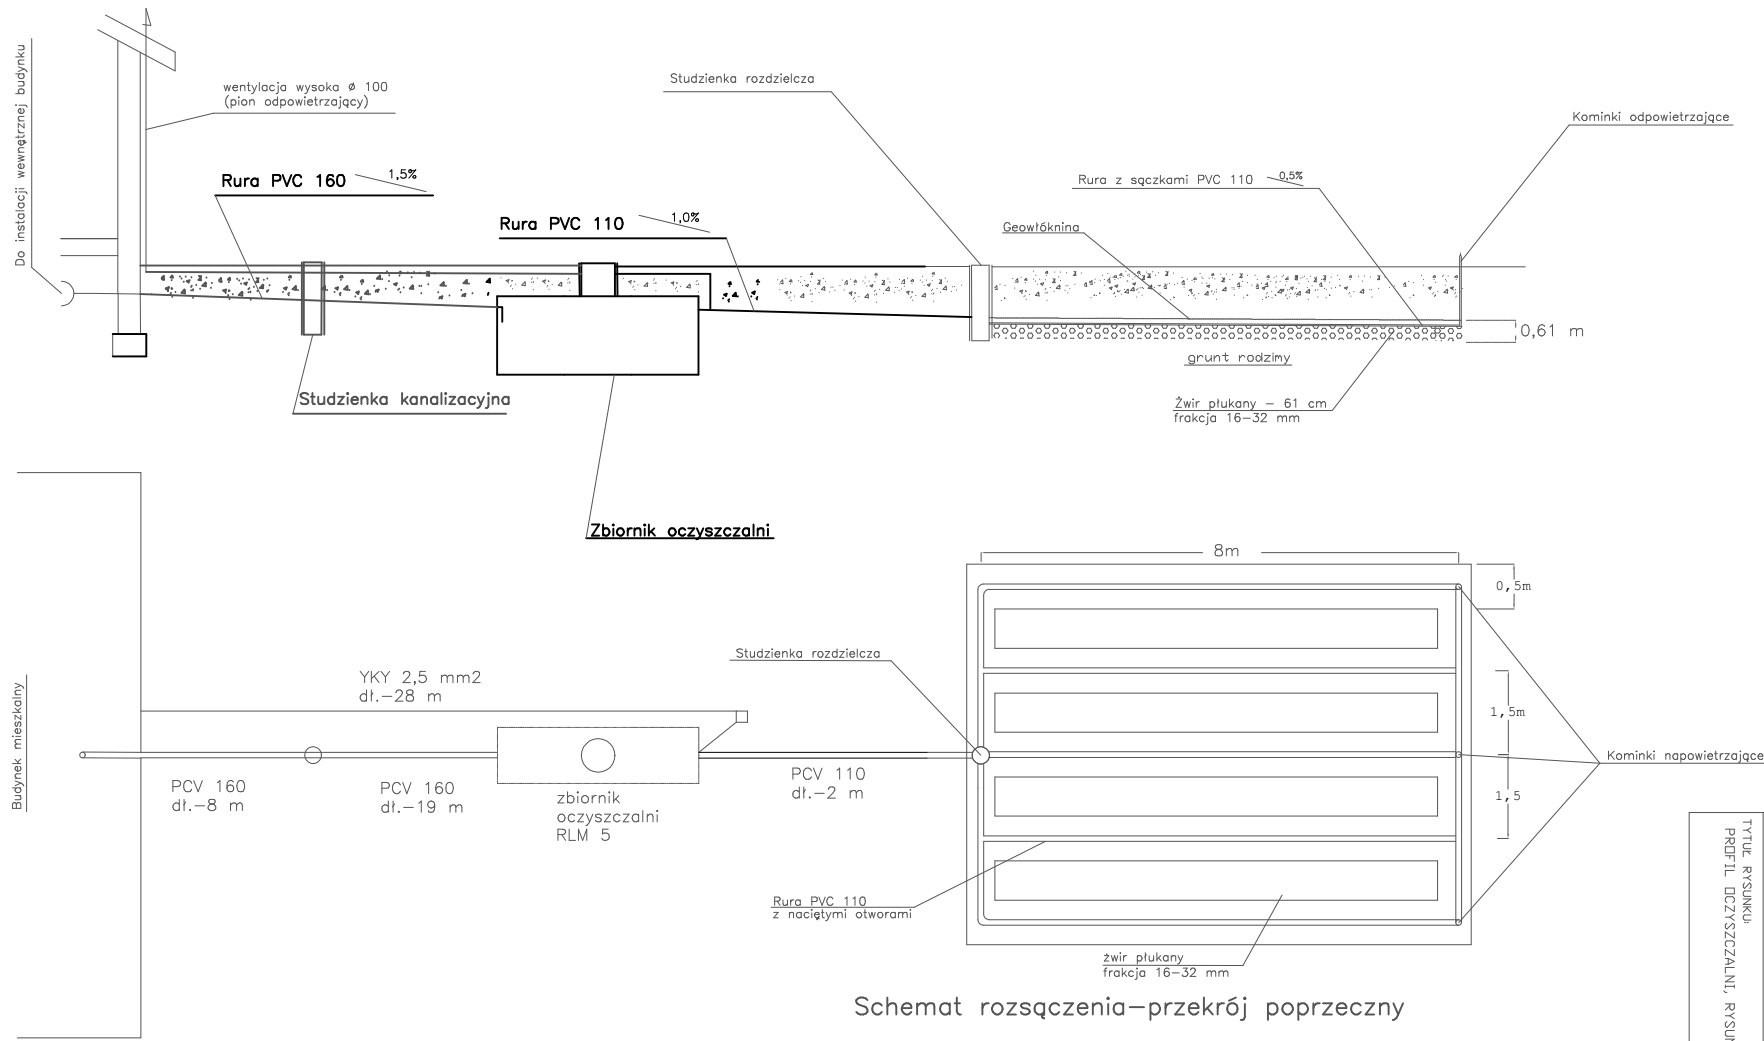 Do instalacji wewnętrznej budynku
wentylacja wysoka ø 100
(pion odpowietrzający)
Studzienka rozdzielcza
Kominki odpowietrzające
Rura PVC 160
1,5%
Rura z sączkami PVC 110
0,5%
Rura PVC 110
1,0%
Geowłóknina
0,61 m
grunt rodzimy
Studzienka kanalizacyjna
Żwir płukany – 61 cm
frakcja 16–32 mm
Zbiornik oczyszczalni
8m
0,5m
Studzienka rozdzielcza
YKY 2,5 mm2
dł.–28 m
1,5m
Budynek mieszkalny
Kominki napowietrzające
PCV 160
dł.–8 m
PCV 160
dł.–19 m
zbiornik
oczyszczalni
RLM 5
PCV 110
dł.–2 m
1,5
Rura PVC 110
z naciętymi otworami
żwir płukany
frakcja 16–32 mm
Schemat rozsączenia–przekrój poprzeczny
TYTUŁ RYSUNKU:
PROFIL OCZYSZCZALNI, RYSUN